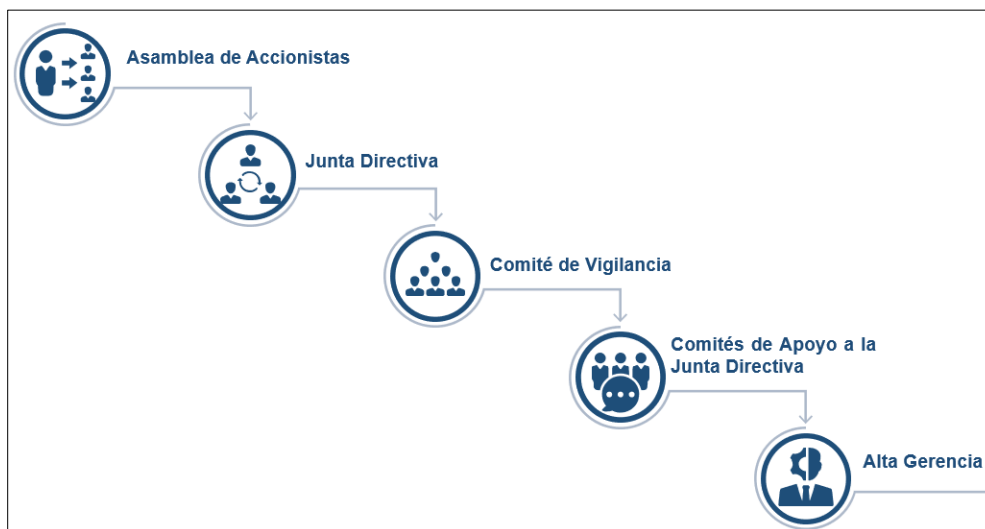 Asamblea de Accionistas
Junta Directiva
Comité de Vigilancia
Comités de Apoyo a la
Junta Directiva
Alta Gerencia